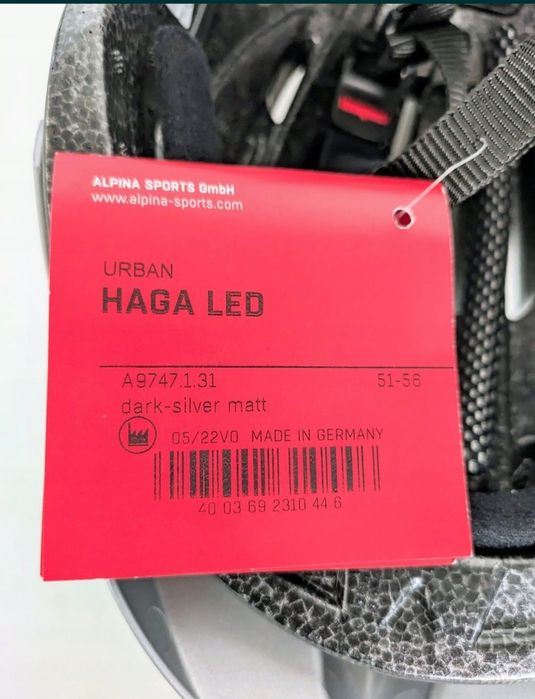 ALPINA SPORTS GmbH
www.alpina-sports.com
URBAN
HAGA LED
A9747.1.31 51-56
dark-silver matt
05/22V0 MADE IN GERMANY
40 03 69 2310 44 6